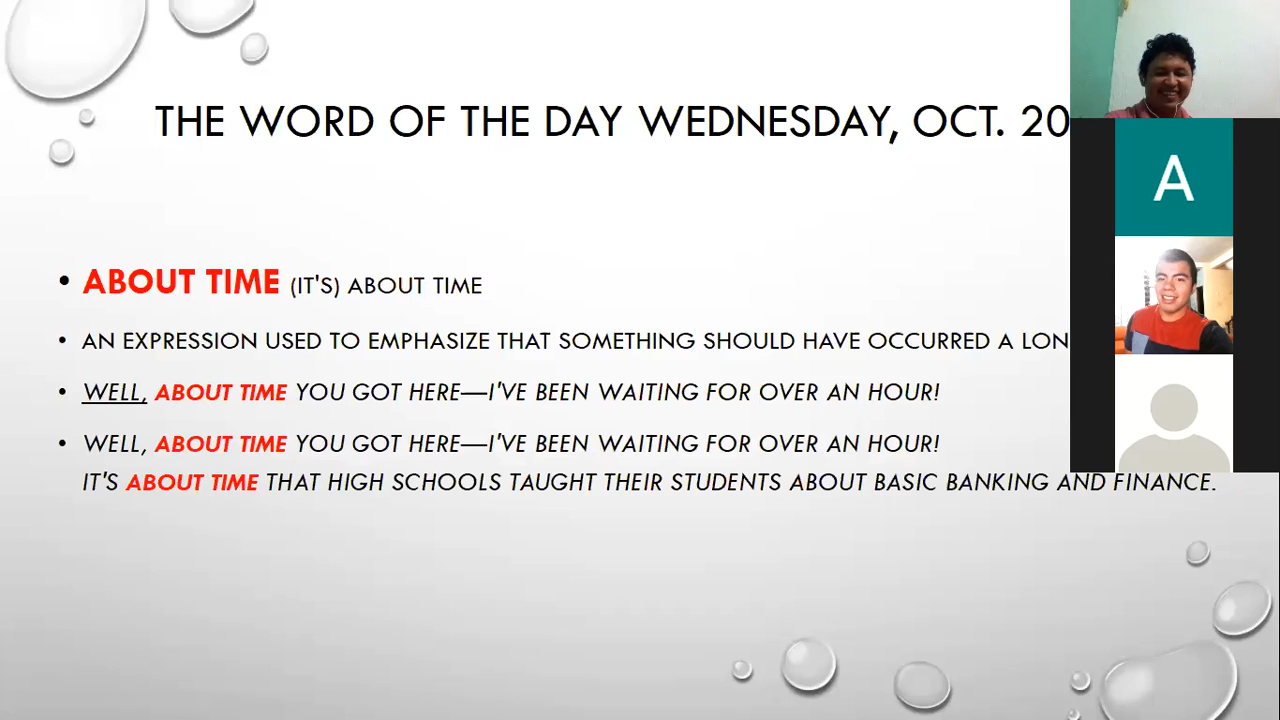 THE WORD OF THE DAY WEDNESDAY, OCT. 20
A
• ABOUT TIME (IT'S) ABOUT TIME
• AN EXPRESSION USED TO EMPHASIZE THAT SOMETHING SHOULD HAVE OCCURRED A
• WELL, ABOUT TIME YOU GOT HERE—I'VE BEEN WAITING FOR OVER AN HOUR!
• WELL, ABOUT TIME YOU GOT HERE—I'VE BEEN WAITING FOR OVER AN HOUR!
IT'S ABOUT TIME THAT HIGH SCHOOLS TAUGHT THEIR STUDENTS ABOUT BASIC BANKING AND FINANCE.